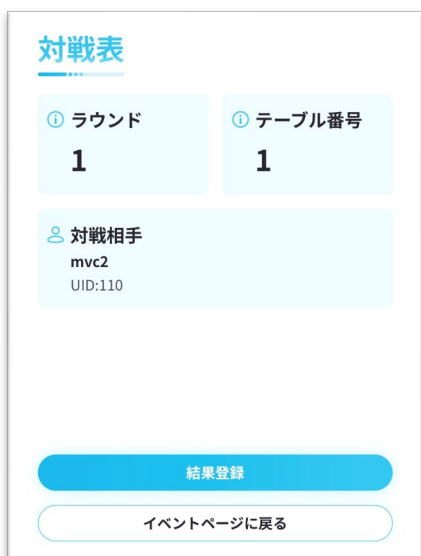 対戦表
ラウンド
1
テーブル番号
1
対戦相手
mvc2
UID:110
結果登録
イベントページに戻る